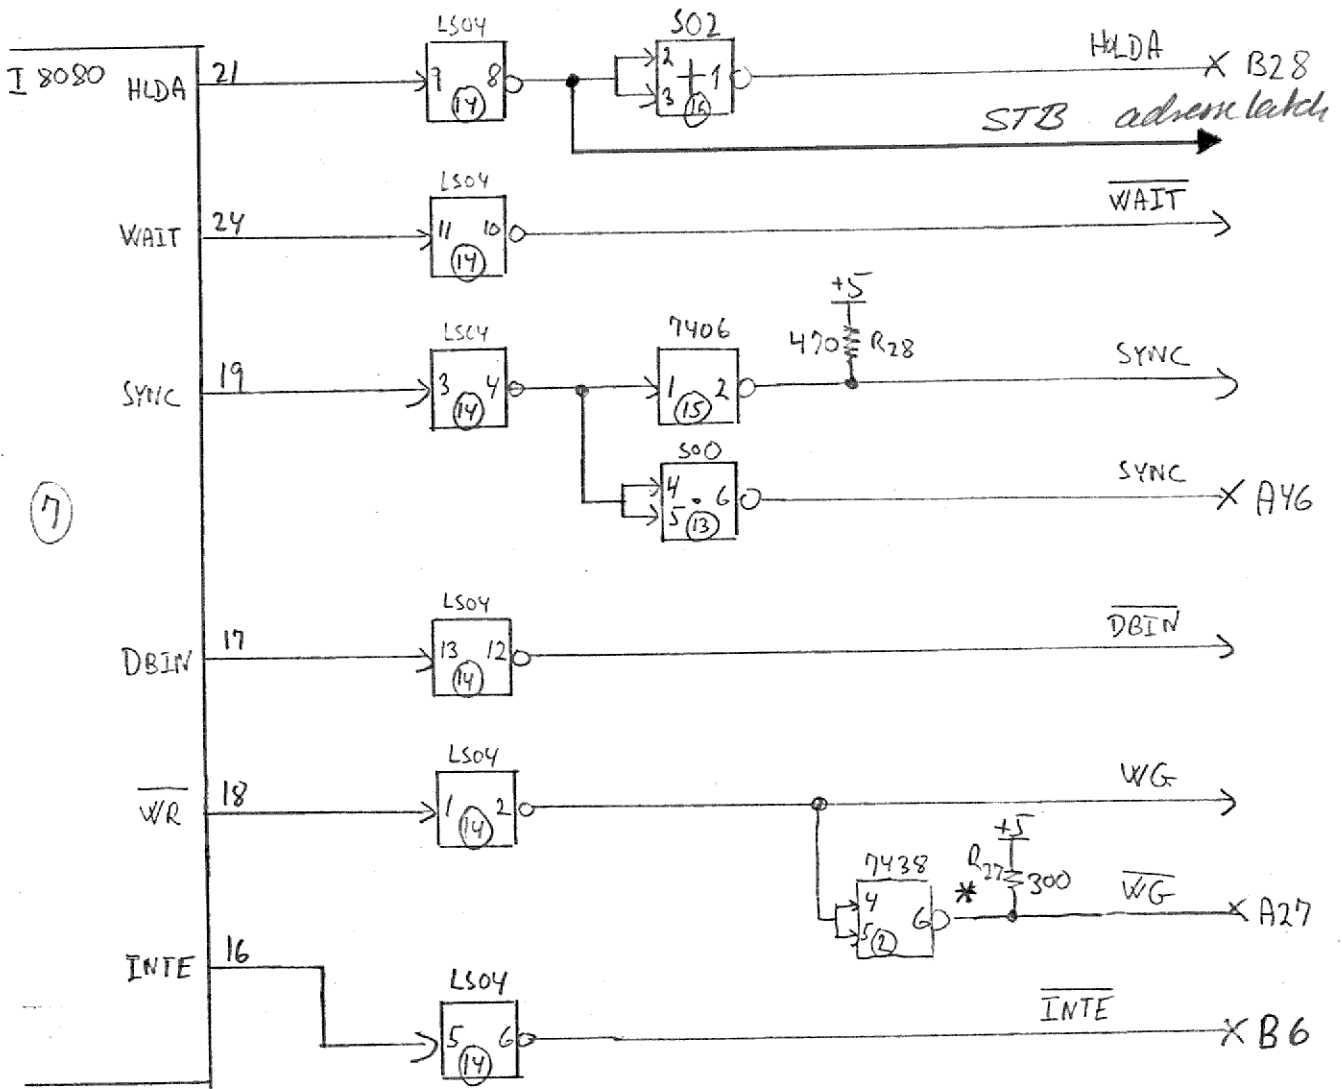 LS04 S02
I 8080 HLDA 21 9 8 14 2 3 + 1 16 HLDA X B28
STB adresse latch
LS04
WAIT 24 11 10 14 WAIT
+5
LS04 7406 470 R28
SYNC 19 3 4 14 1 2 15 SYNC
S00
7 4 5 . 6 13 SYNC X A46
LS04
DBIN 17 13 12 14 DBIN
LS04
WR 18 1 2 14 WG
+5
7438 * R27 300
4 5 6 2 WG X A27
INTE 16
LS04
5 6 14 INTE X B6